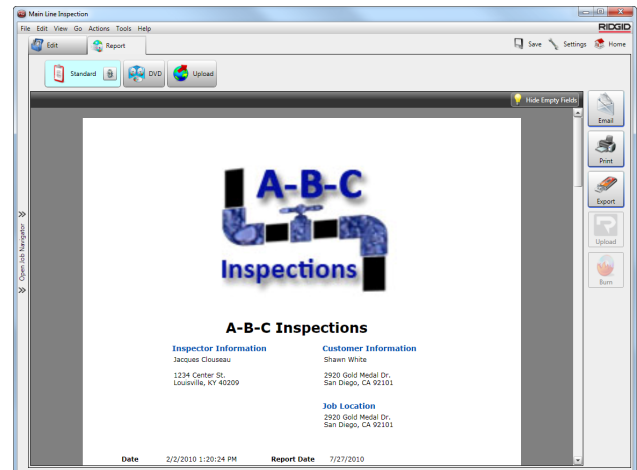 Main Line Inspection
File Edit View Go Actions Tools Help
RIDGID
Edit
Report
Save
Settings
Home
Standard
DVD
Upload
Hide Empty Fields
Email
Print
Export
Upload
Burn
Open Job Navigator
A-B-C
Inspections
A-B-C Inspections
Inspector Information
Jacques Clouseau
1234 Center St.
Louisville, KY 40209
Customer Information
Shawn White
2920 Gold Medal Dr.
San Diego, CA 92101
Job Location
2920 Gold Medal Dr.
San Diego, CA 92101
Date 2/2/2010 1:20:24 PM Report Date 7/27/2010